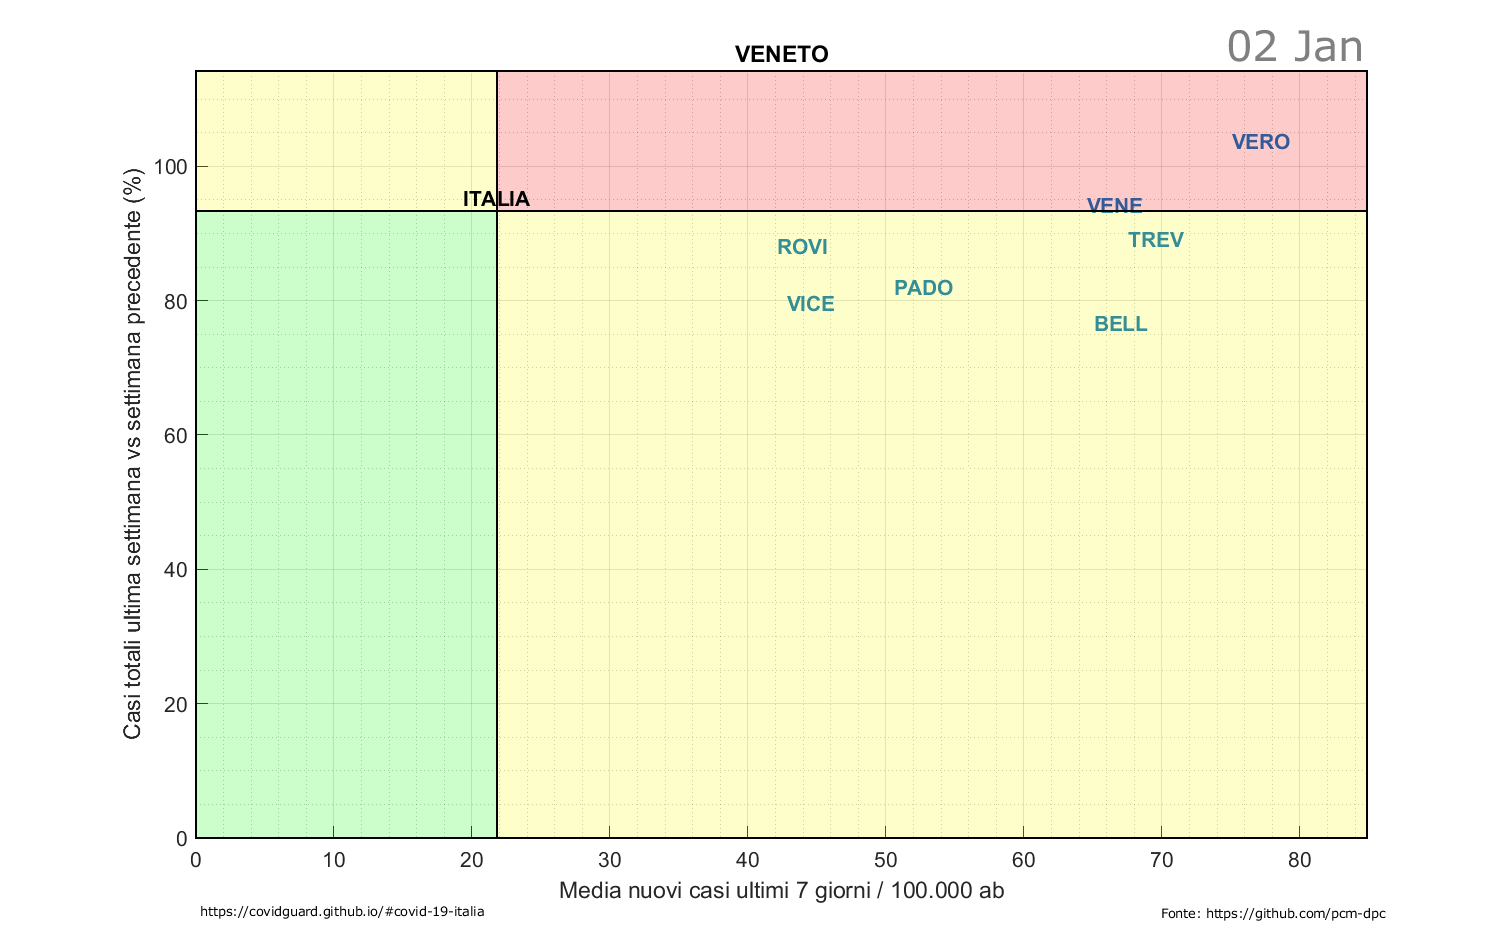 02 Jan
VENETO
VERO
100
ITALIA
VENE
TREV
ROVI
PADO
80
VICE
BELL
60
40
20
0
Casi totali ultima settimana vs settimana precedente (%)
0 10 20 30 40 50 60 70 80
Media nuovi casi ultimi 7 giorni / 100.000 ab
https://covidguard.github.io/#covid-19-italia
Fonte: https://github.com/pcm-dpc